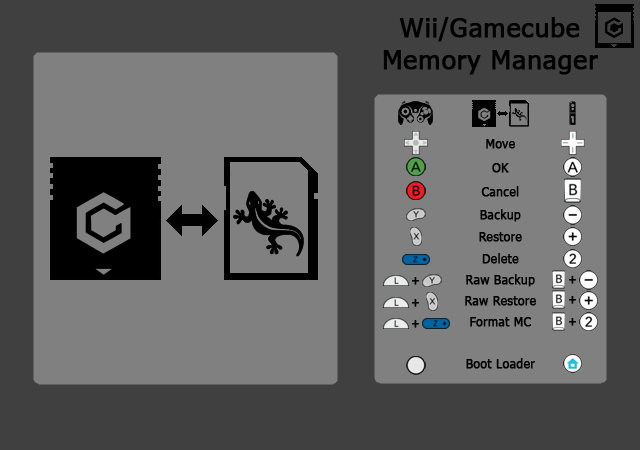 Wii/Gamecube
Memory Manager
Move
A OK A
B Cancel B
Y Backup −
X Restore +
Z Delete 2
L + Y Raw Backup B + −
L + X Raw Restore B + +
L + Z Format MC B + 2
Boot Loader